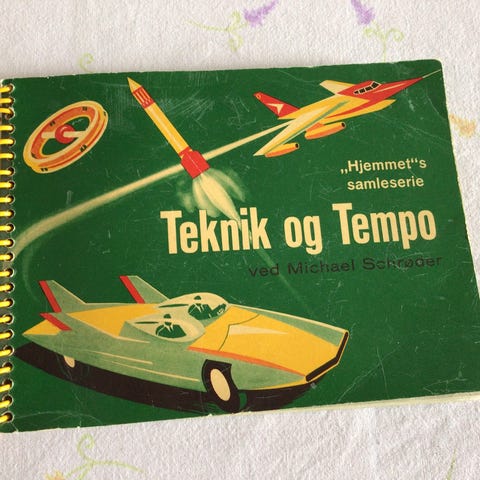 „Hjemmet“s
samleserie
Teknik og Tempo
ved Michael Schrøder